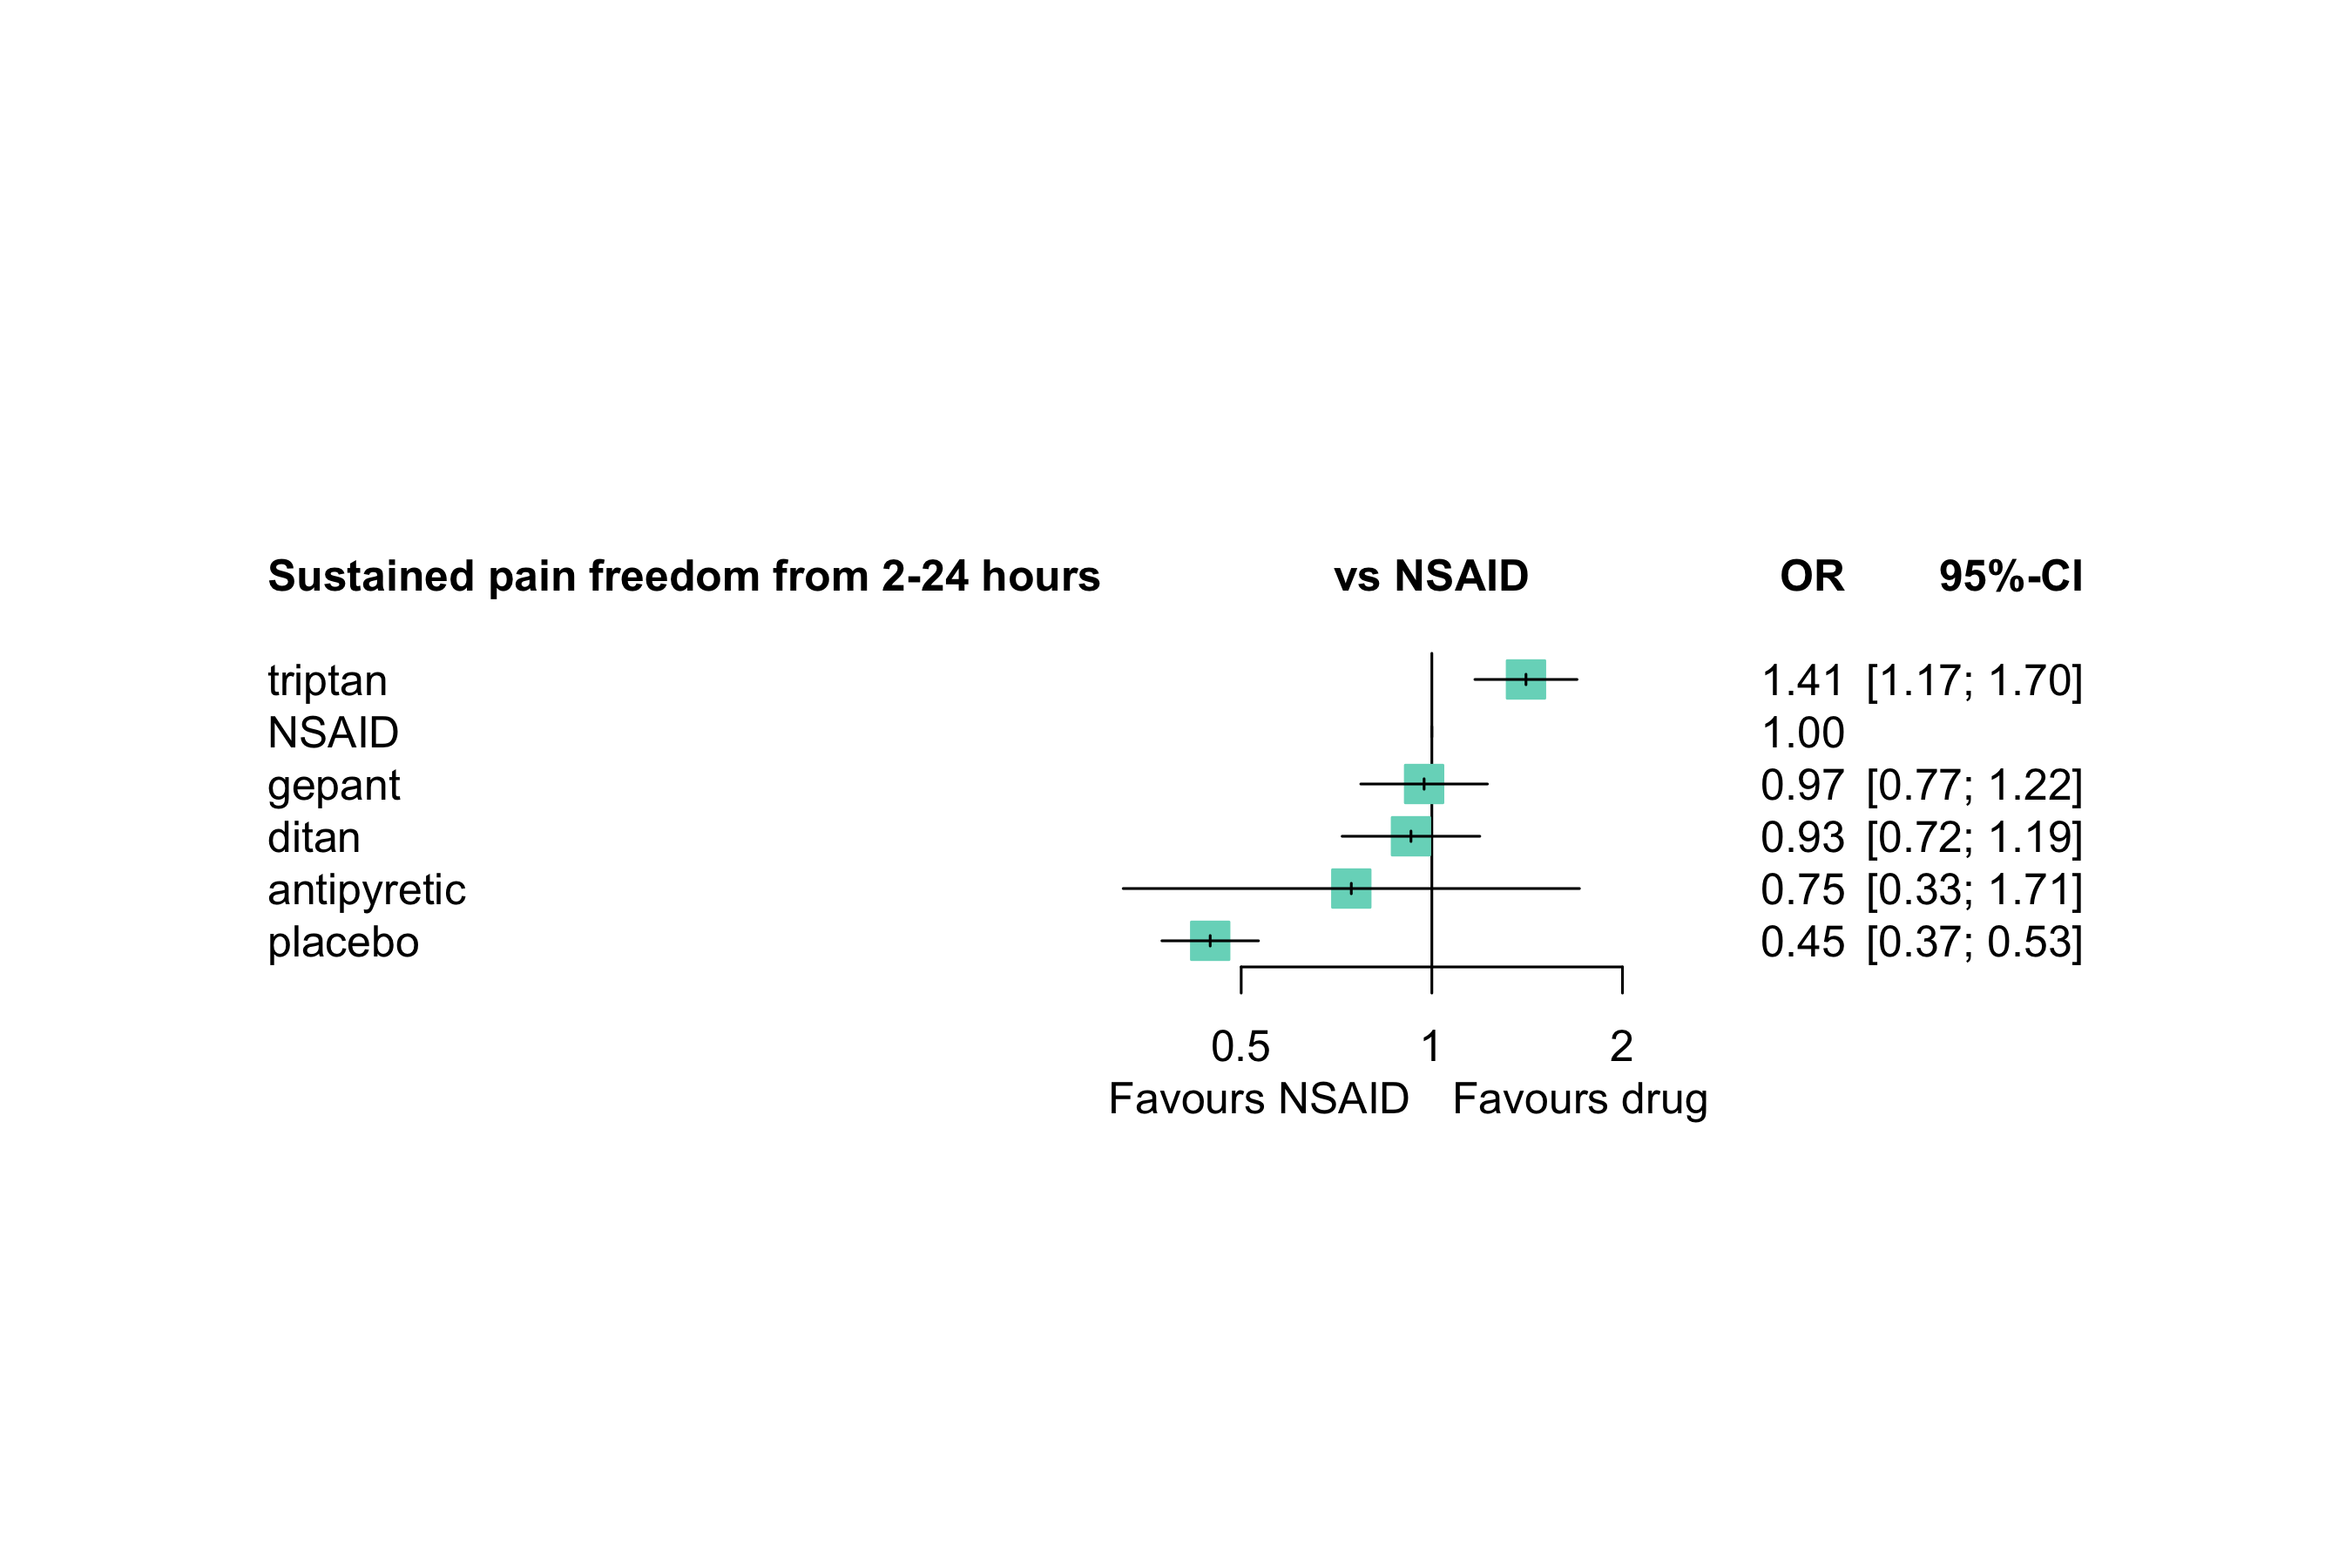 Sustained pain freedom from 2-24 hours vs NSAID OR 95%-CI
triptan 1.41 [1.17; 1.70]
NSAID 1.00
gepant 0.97 [0.77; 1.22]
ditan 0.93 [0.72; 1.19]
antipyretic 0.75 [0.33; 1.71]
placebo 0.45 [0.37; 0.53]
0.5 1 2
Favours NSAID Favours drug